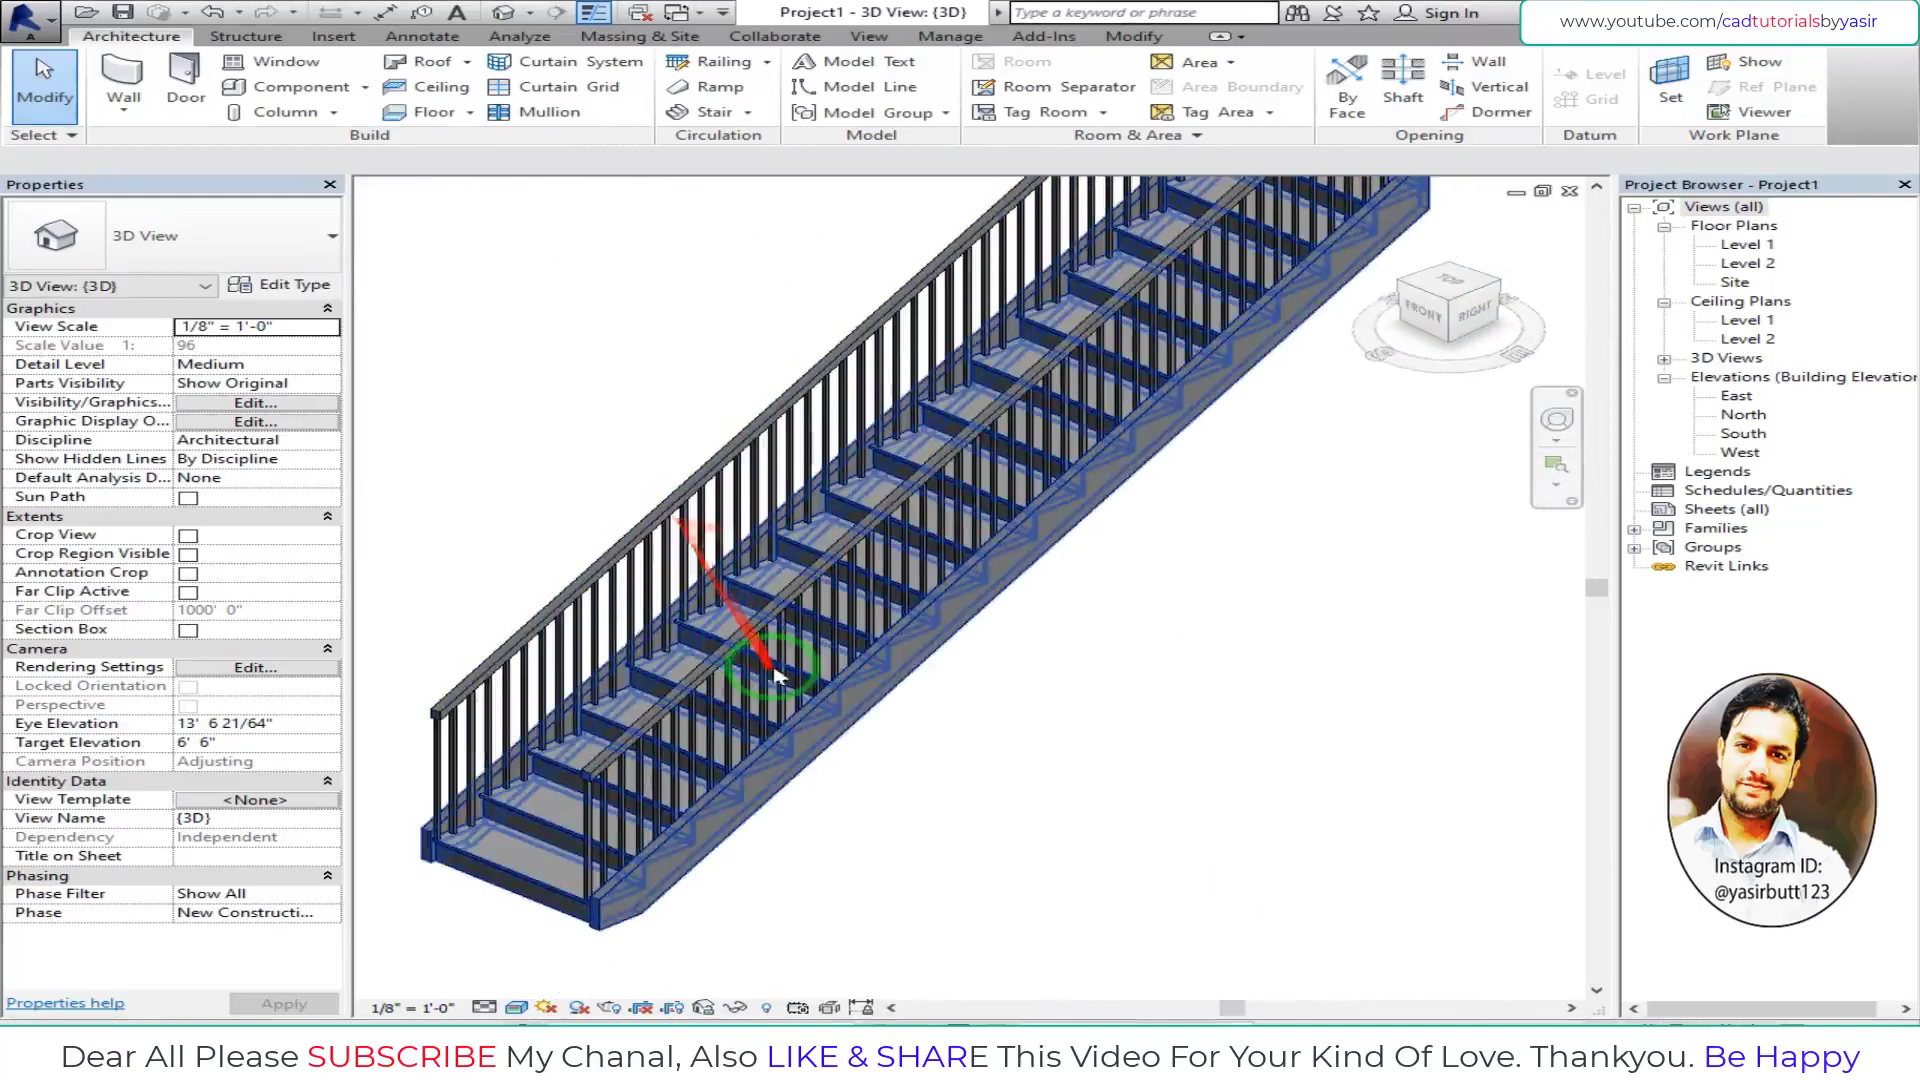 Project1 - 3D View: {3D}
Type a keyword or phrase
Sign In
www.youtube.com/cadtutorialsbyyasir
Architecture Structure Insert Annotate Analyze Massing & Site Collaborate View Manage Add-Ins Modify
Modify
Select
Wall
Door
Window
Component
Column
Roof
Ceiling
Floor
Curtain System
Curtain Grid
Mullion
Build
Railing
Ramp
Stair
Circulation
Model Text
Model Line
Model Group
Model
Room
Room Separator
Tag Room
Area
Area Boundary
Tag Area
Room & Area
By
Face
Shaft
Wall
Vertical
Dormer
Opening
Level
Grid
Datum
Set
Show
Ref Plane
Viewer
Work Plane
Properties
3D View
3D View: {3D} Edit Type
Graphics
View Scale 1/8" = 1'-0"
Scale Value 1: 96
Detail Level Medium
Parts Visibility Show Original
Visibility/Graphics... Edit...
Graphic Display O... Edit...
Discipline Architectural
Show Hidden Lines By Discipline
Default Analysis D... None
Sun Path
Extents
Crop View
Crop Region Visible
Annotation Crop
Far Clip Active
Far Clip Offset 1000' 0"
Section Box
Camera
Rendering Settings Edit...
Locked Orientation
Perspective
Eye Elevation 13' 6 21/64"
Target Elevation 6' 6"
Camera Position Adjusting
Identity Data
View Template <None>
View Name {3D}
Dependency Independent
Title on Sheet
Phasing
Phase Filter Show All
Phase New Constructi...
Properties help Apply
TOP
FRONT
RIGHT
1/8" = 1'-0"
Project Browser - Project1
Views (all)
Floor Plans
Level 1
Level 2
Site
Ceiling Plans
Level 1
Level 2
3D Views
Elevations (Building Elevation
East
North
South
West
Legends
Schedules/Quantities
Sheets (all)
Families
Groups
Revit Links
Instagram ID:
@yasirbutt123
Dear All Please SUBSCRIBE My Chanal, Also LIKE & SHARE This Video For Your Kind Of Love. Thankyou. Be Happy